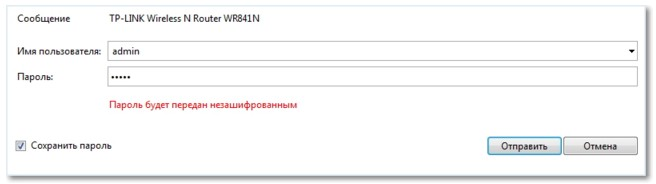 Сообщение TP-LINK Wireless N Router WR841N
Имя пользователя: admin
Пароль: •••••
Пароль будет передан незашифрованным
Сохранить пароль Отправить Отмена